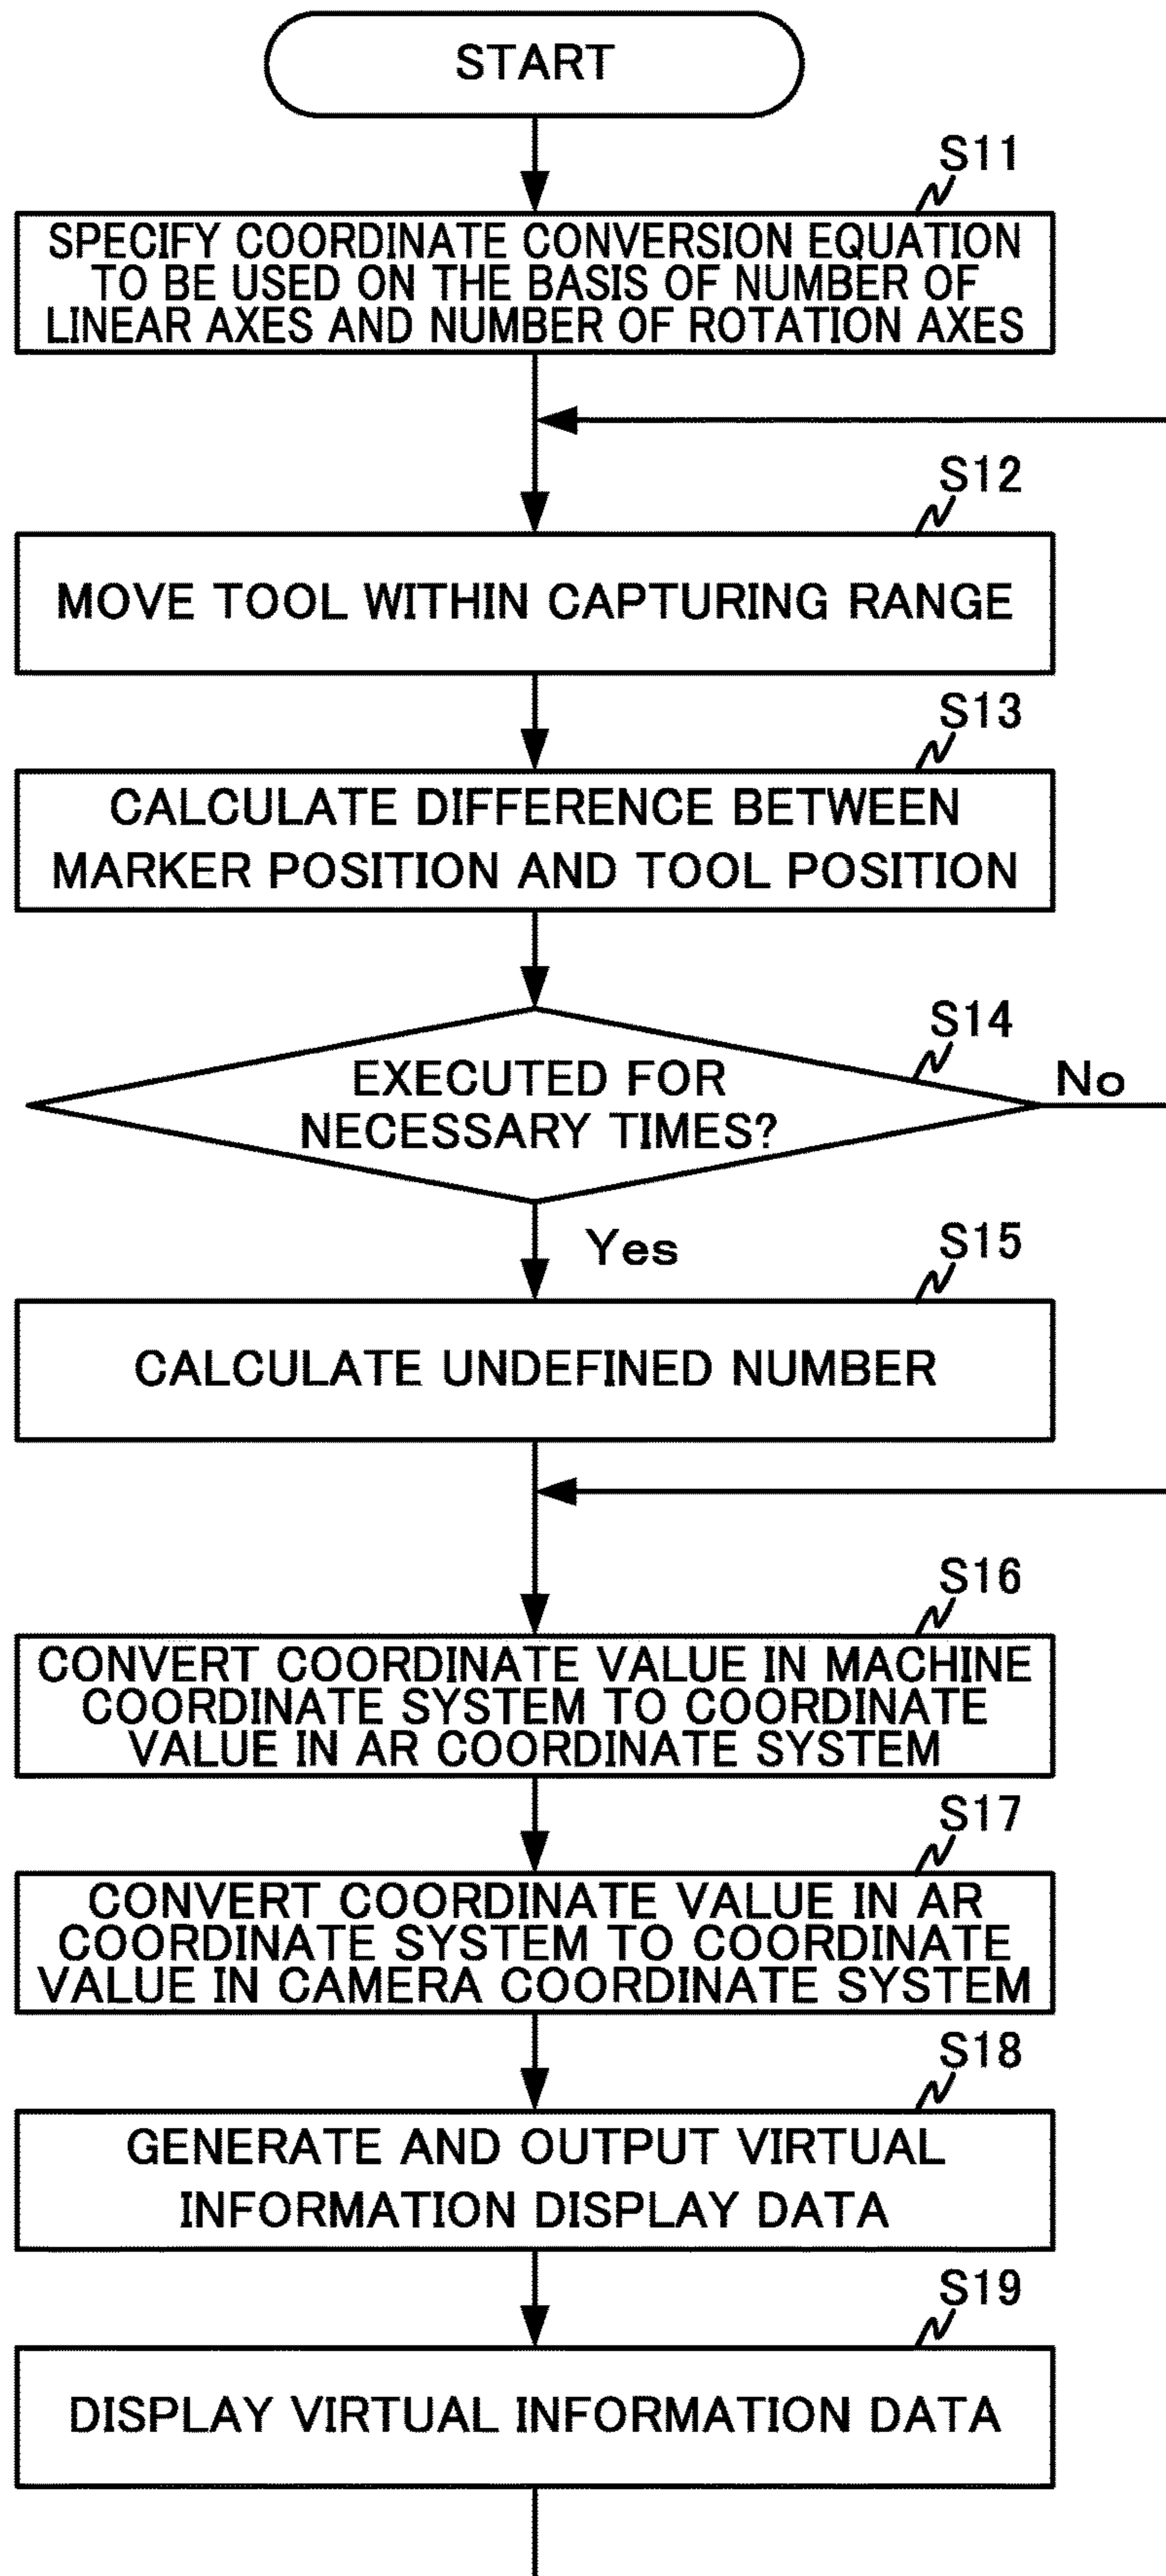 START
S11
SPECIFY COORDINATE CONVERSION EQUATION
TO BE USED ON THE BASIS OF NUMBER OF
LINEAR AXES AND NUMBER OF ROTATION AXES
S12
MOVE TOOL WITHIN CAPTURING RANGE
S13
CALCULATE DIFFERENCE BETWEEN
MARKER POSITION AND TOOL POSITION
S14
EXECUTED FOR
NECESSARY TIMES?
No
Yes
S15
CALCULATE UNDEFINED NUMBER
S16
CONVERT COORDINATE VALUE IN MACHINE
COORDINATE SYSTEM TO COORDINATE
VALUE IN AR COORDINATE SYSTEM
S17
CONVERT COORDINATE VALUE IN AR
COORDINATE SYSTEM TO COORDINATE
VALUE IN CAMERA COORDINATE SYSTEM
S18
GENERATE AND OUTPUT VIRTUAL
INFORMATION DISPLAY DATA
S19
DISPLAY VIRTUAL INFORMATION DATA